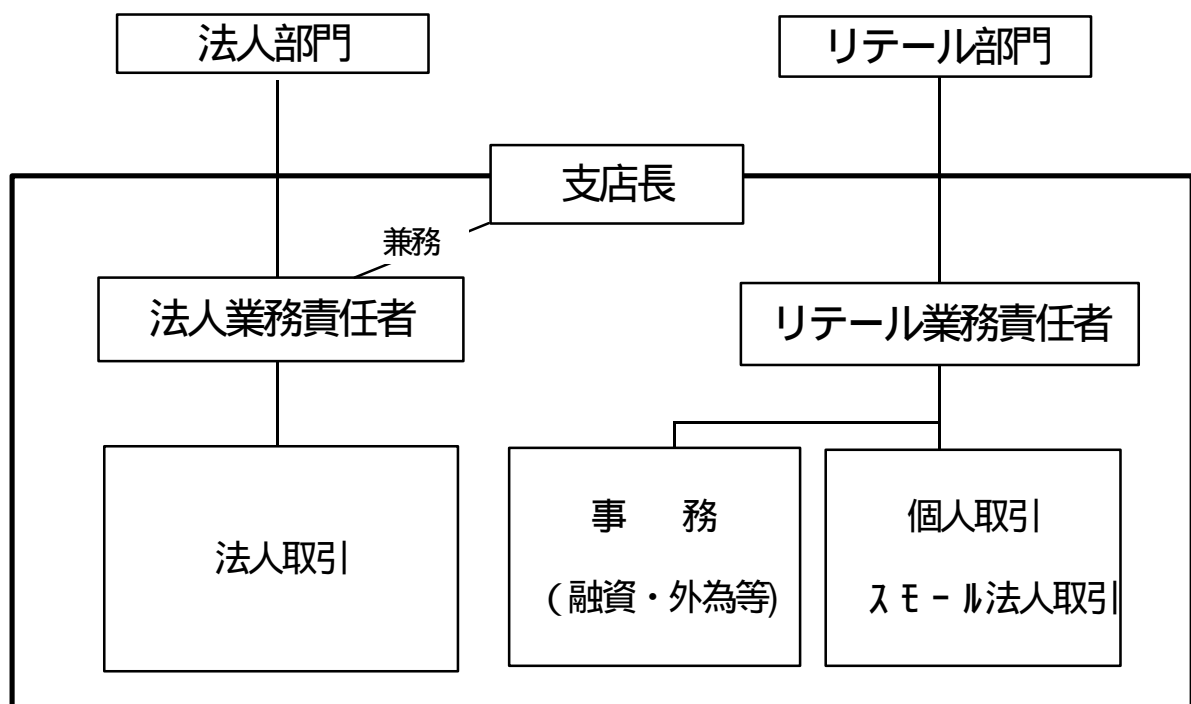 法人部門
リテール部門
支店長
兼務
法人業務責任者
リテール業務責任者
法人取引
事　務
（融資・外為等)
個人取引
ｽﾓｰﾙ法人取引